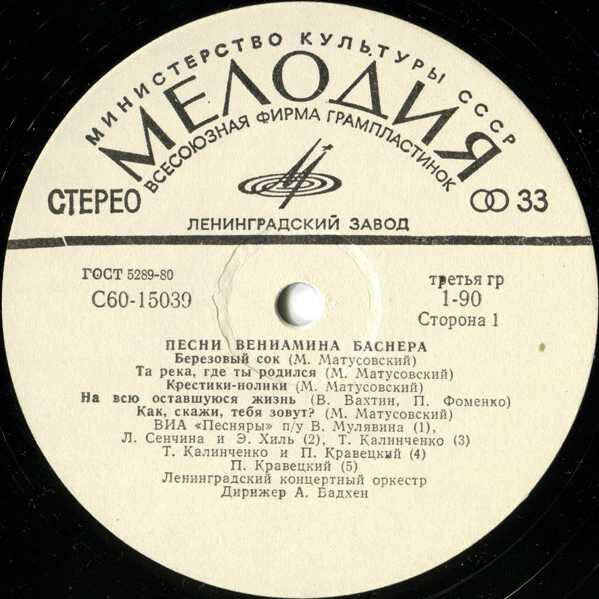 МИНИСТЕРСТВО КУЛЬТУРЫ СССР
МЕЛОДИЯ
ВСЕСОЮЗНАЯ ФИРМА ГРАМПЛАСТИНОК
СТЕРЕО
33
ЛЕНИНГРАДСКИЙ ЗАВОД
ГОСТ 5289-80
третья гр
С60-15039
1-90
Сторона 1
ПЕСНИ ВЕНИАМИНА БАСНЕРА
Березовый сок (М. Матусовский)
Та река, где ты родился (М. Матусовский)
Крестики-нолики (М. Матусовский)
На всю оставшуюся жизнь (Б. Вахтин, П. Фоменко)
Как, скажи, тебя зовут? (М. Матусовский)
ВИА «Песняры» п/у В. Мулявина (1),
Л. Сенчина и Э. Хиль (2), Т. Калинченко (3)
Т. Калинченко и П. Кравецкий (4)
П. Кравецкий (5)
Ленинградский концертный оркестр
Дирижер А. Бадхен